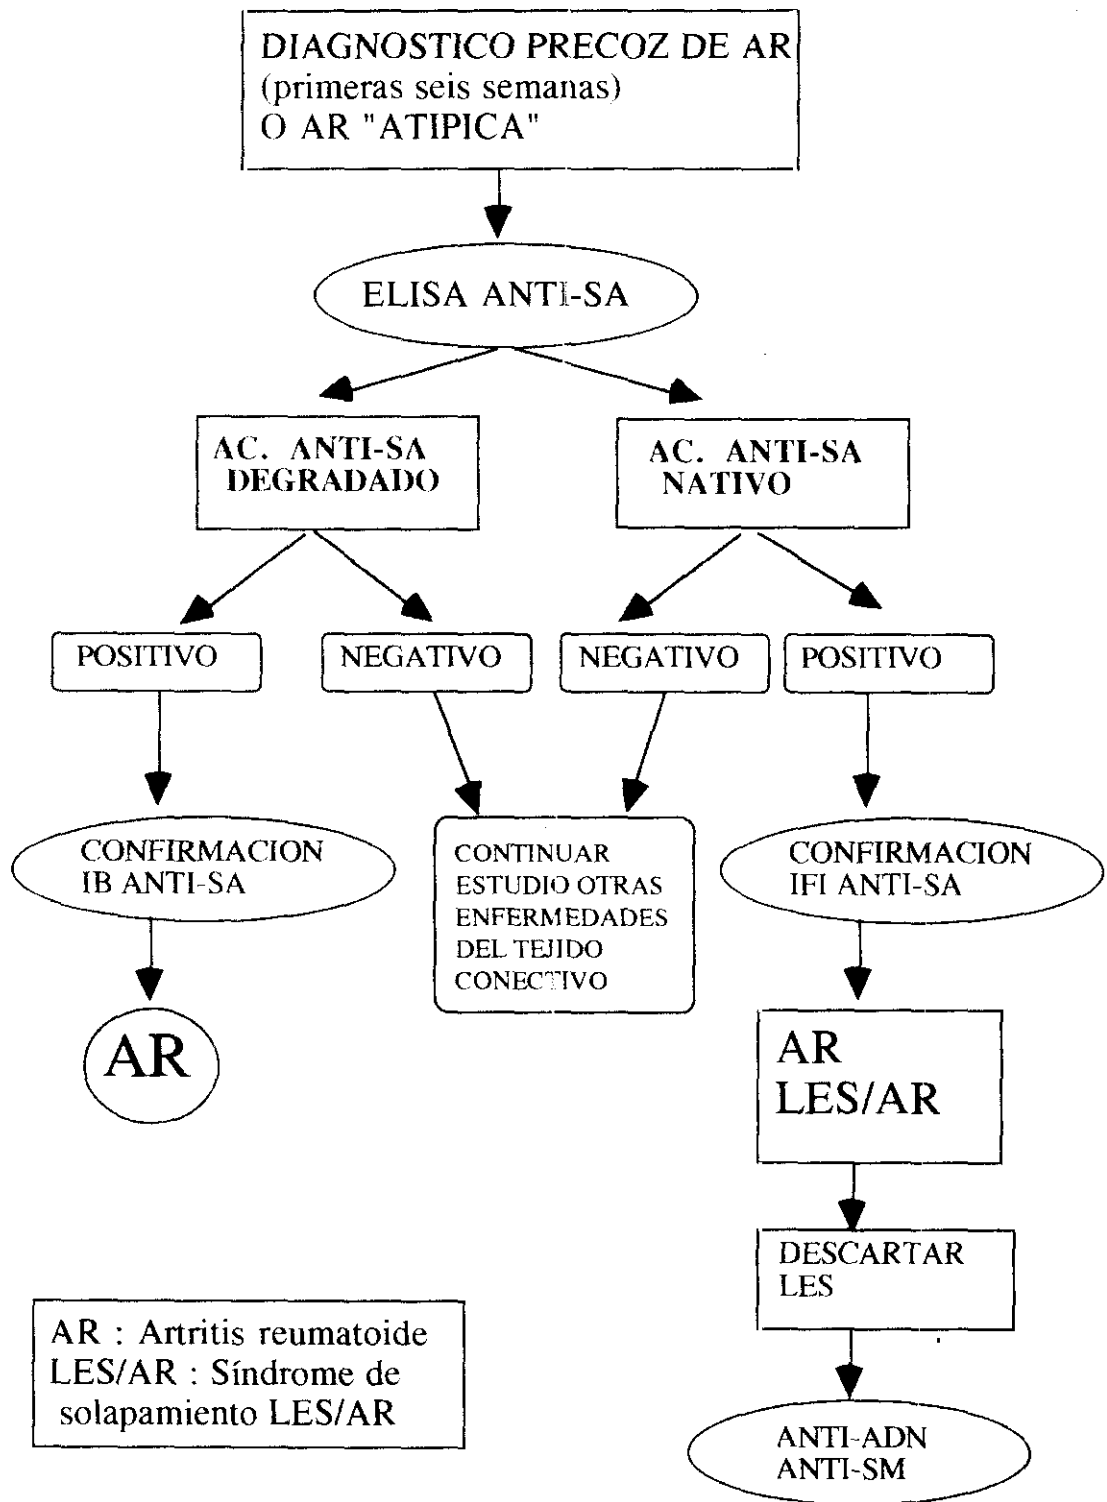 DIAGNOSTICO PRECOZ DE AR
(primeras seis semanas)
O AR "ATIPICA"
ELISA ANTI-SA
AC. ANTI-SA
DEGRADADO
AC. ANTI-SA
NATIVO
POSITIVO
NEGATIVO
NEGATIVO
POSITIVO
CONFIRMACION
IB ANTI-SA
CONTINUAR
ESTUDIO OTRAS
ENFERMEDADES
DEL TEJIDO
CONECTIVO
CONFIRMACION
IFI ANTI-SA
AR
AR
LES/AR
DESCARTAR
LES
AR : Artritis reumatoide
LES/AR : Síndrome de
solapamiento LES/AR
ANTI-ADN
ANTI-SM